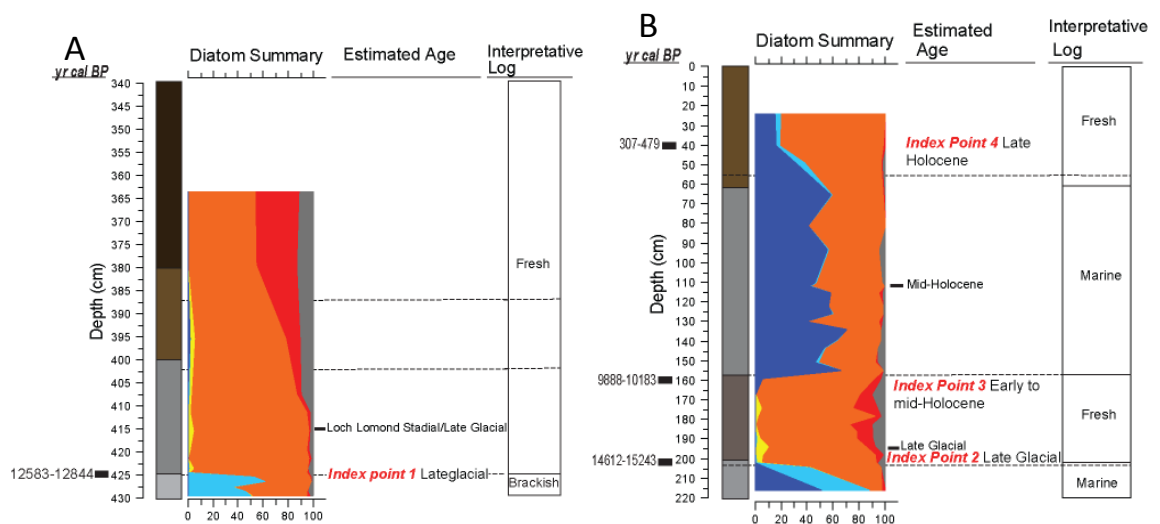 A
Diatom Summary
Estimated Age
Interpretative
Log
yr cal BP
Depth (cm)
340
345
350
355
360
365
370
375
380
385
390
395
400
405
410
415
420
425
430
12583-12844
0 20 40 60 80 100
Loch Lomond Stadial/Late Glacial
Index point 1 Lateglacial
Fresh
Brackish
B
Diatom Summary
Estimated
Age
Interpretative
Log
yr cal BP
Depth (cm)
0
10
20
30
40
50
60
70
80
90
100
110
120
130
140
150
160
170
180
190
200
210
220
307-479
9888-10183
14612-15243
0 20 40 60 80 100
Index Point 4 Late
Holocene
Mid-Holocene
Index Point 3 Early to
mid-Holocene
Late Glacial
Index Point 2 Late Glacial
Fresh
Marine
Fresh
Marine